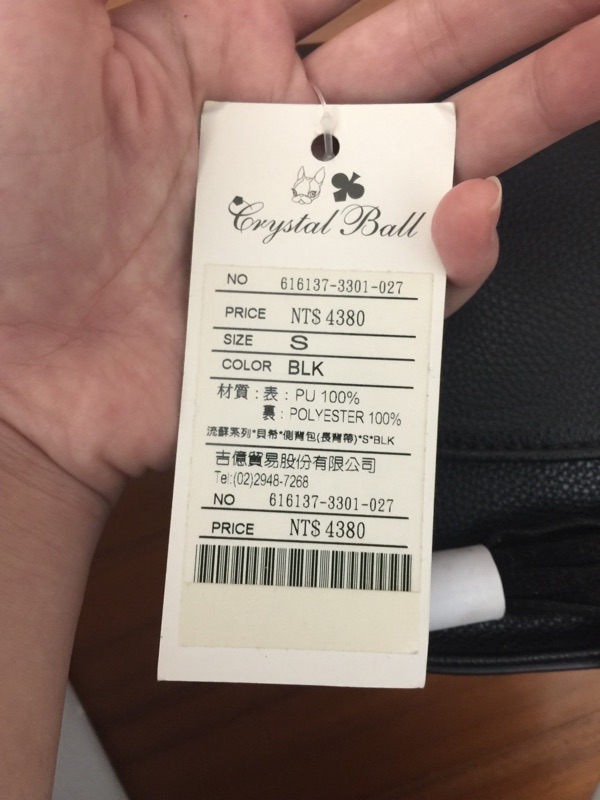 Crystal Ball
NO 616137-3301-027
PRICE NT$ 4380
SIZE S
COLOR BLK
材質：表：PU 100%
裏：POLYESTER 100%
流蘇系列*貝希*側背包(長背帶)*S*BLK
吉億貿易股份有限公司
Tel:(02)2948-7268
NO 616137-3301-027
PRICE NT$ 4380